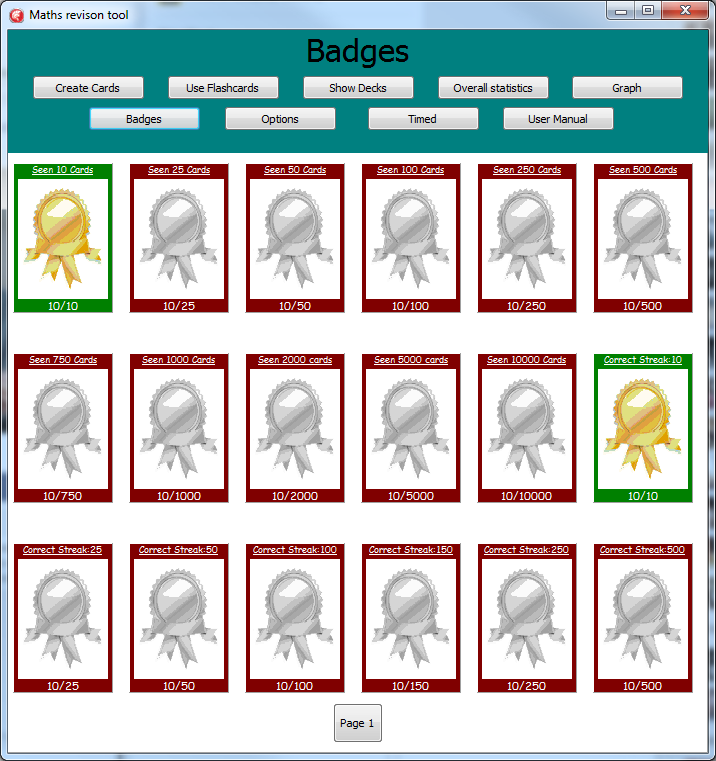 Maths revison tool
Badges
Create Cards Use Flashcards Show Decks Overall statistics Graph
Badges Options Timed User Manual
Seen 10 Cards Seen 25 Cards Seen 50 Cards Seen 100 Cards Seen 250 Cards Seen 500 Cards
10/10 10/25 10/50 10/100 10/250 10/500
Seen 750 Cards Seen 1000 Cards Seen 2000 cards Seen 5000 cards Seen 10000 Cards Correct Streak:10
10/750 10/1000 10/2000 10/5000 10/10000 10/10
Correct Streak:25 Correct Streak:50 Correct Streak:100 Correct Streak:150 Correct Streak:250 Correct Streak:500
10/25 10/50 10/100 10/150 10/250 10/500
Page 1